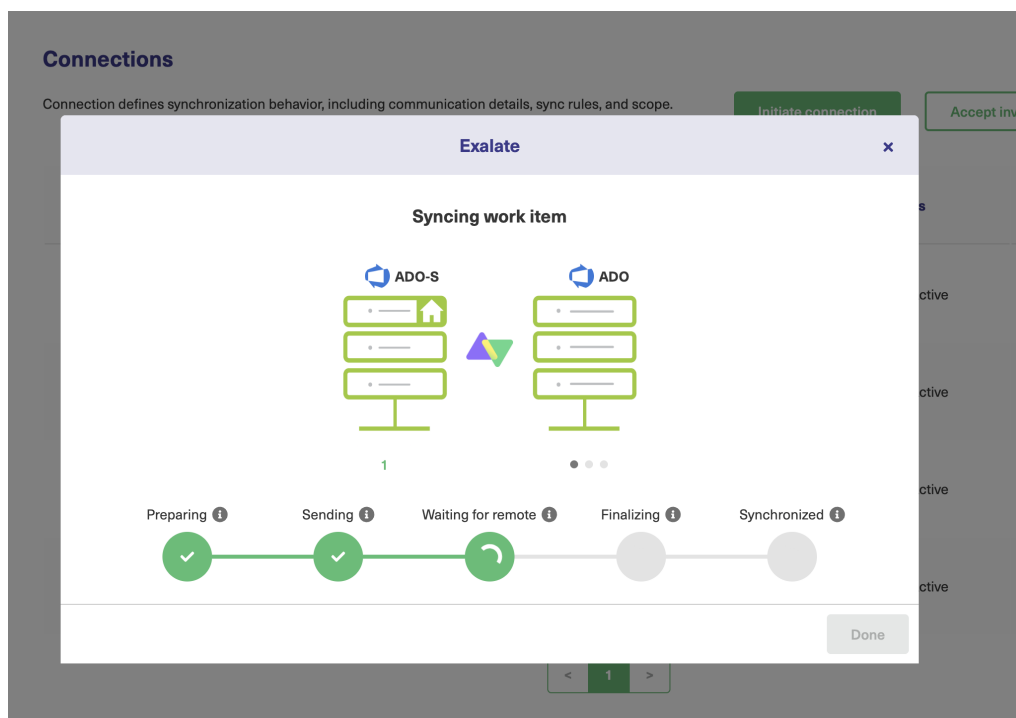 Connections
Connection defines synchronization behavior, including communication details, sync rules, and scope.
Initiate connection
Accept inv
s
Exalate
Syncing work item
ADO-S
ADO
ctive
ctive
1
ctive
Preparing
Sending
Waiting for remote
Finalizing
Synchronized
ctive
Done
< 1 >